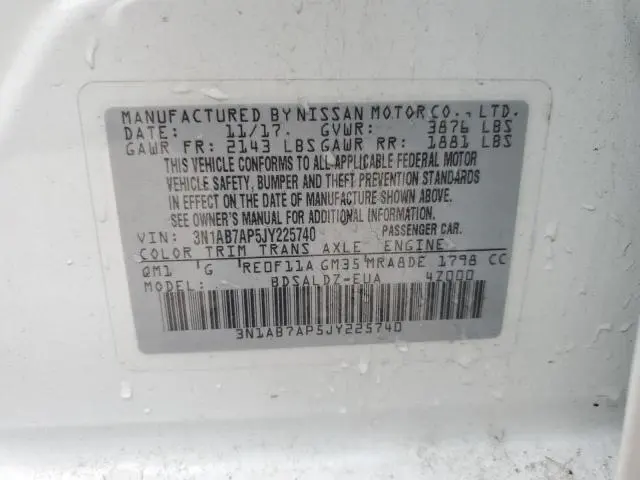 MANUFACTURED BY NISSAN MOTOR CO., LTD.
DATE: 11/17. GVWR: 3876 LBS
GAWR FR: 2143 LBS GAWR RR: 1881 LBS
THIS VEHICLE CONFORMS TO ALL APPLICABLE FEDERAL MOTOR
VEHICLE SAFETY, BUMPER AND THEFT PREVENTION STANDARDS
IN EFFECT ON THE DATE OF MANUFACTURE SHOWN ABOVE.
SEE OWNER'S MANUAL FOR ADDITIONAL INFORMATION.
VIN: 3N1AB7AP5JY225740 PASSENGER CAR.
COLOR TRIM TRANS AXLE ENGINE
QM1 G RE0F11A GM35 MRA8DE 1798 CC
MODEL: BDSALDZ-EUA 4Z000
3N1AB7AP5JY225740